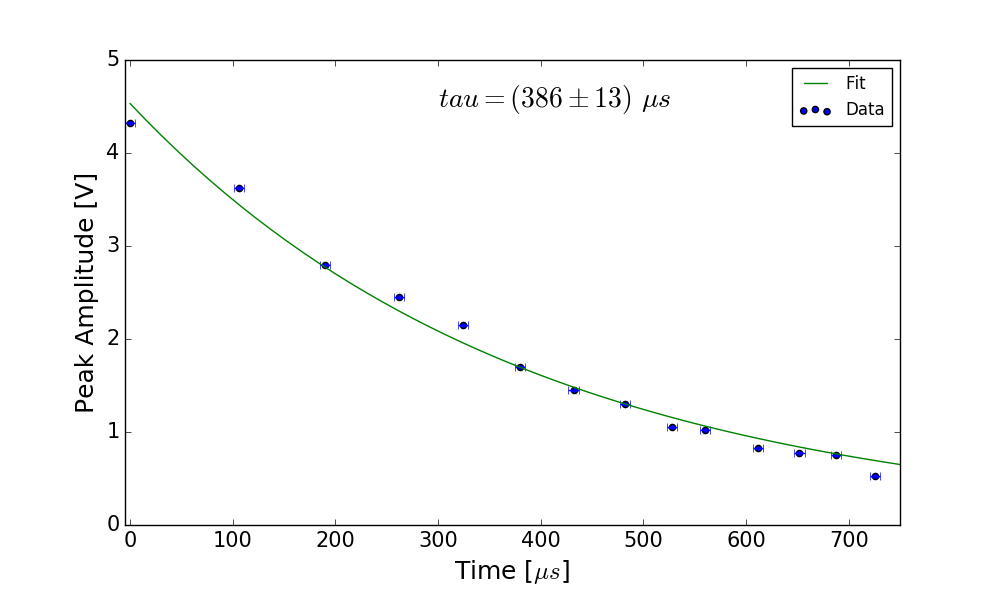 tau = (386 ± 13) μs
Fit
Data
Peak Amplitude [V]
5
4
3
2
1
0
0 100 200 300 400 500 600 700
Time [μs]